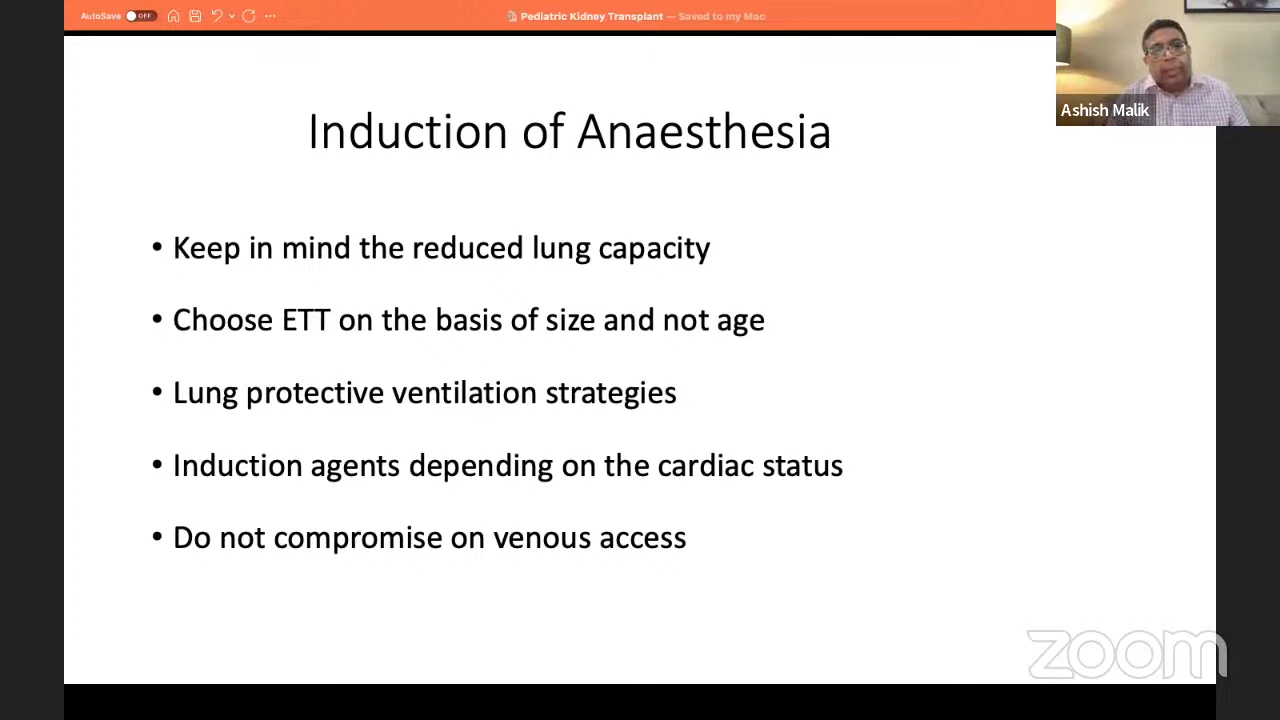 AutoSave OFF
Pediatric Kidney Transplant — Saved to my Mac
Ashish Malik
Induction of Anaesthesia
• Keep in mind the reduced lung capacity
• Choose ETT on the basis of size and not age
• Lung protective ventilation strategies
• Induction agents depending on the cardiac status
• Do not compromise on venous access
zoom